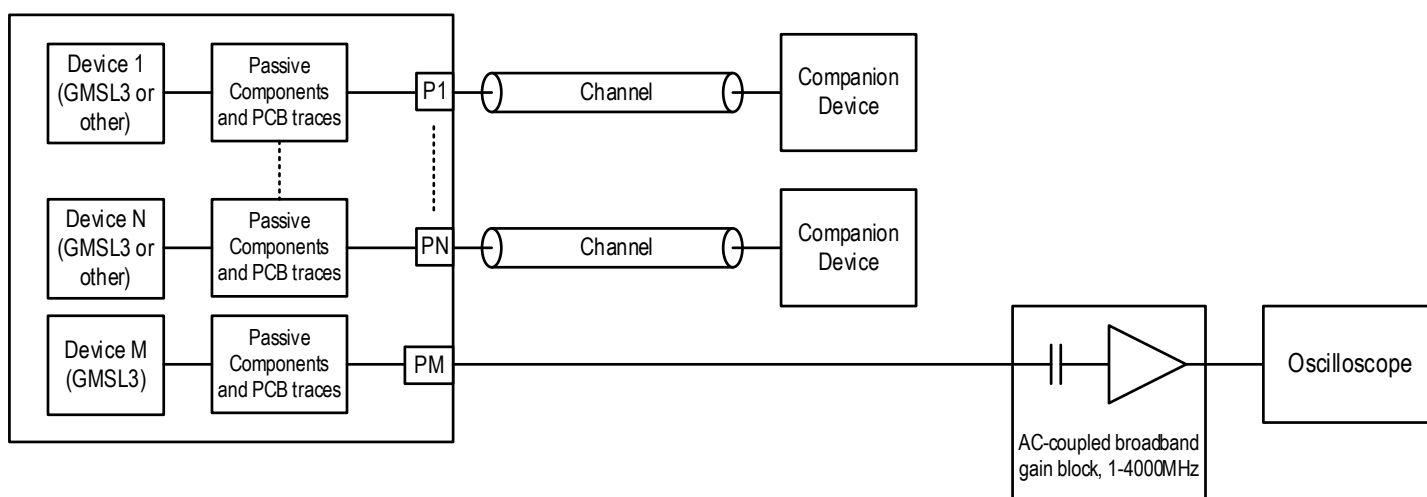 Device 1
(GMSL3 or
other)
Passive
Components
and PCB traces
P1
Channel
Companion
Device
Device N
(GMSL3 or
other)
Passive
Components
and PCB traces
PN
Channel
Companion
Device
Device M
(GMSL3)
Passive
Components
and PCB traces
PM
AC-coupled broadband
gain block, 1-4000MHz
Oscilloscope